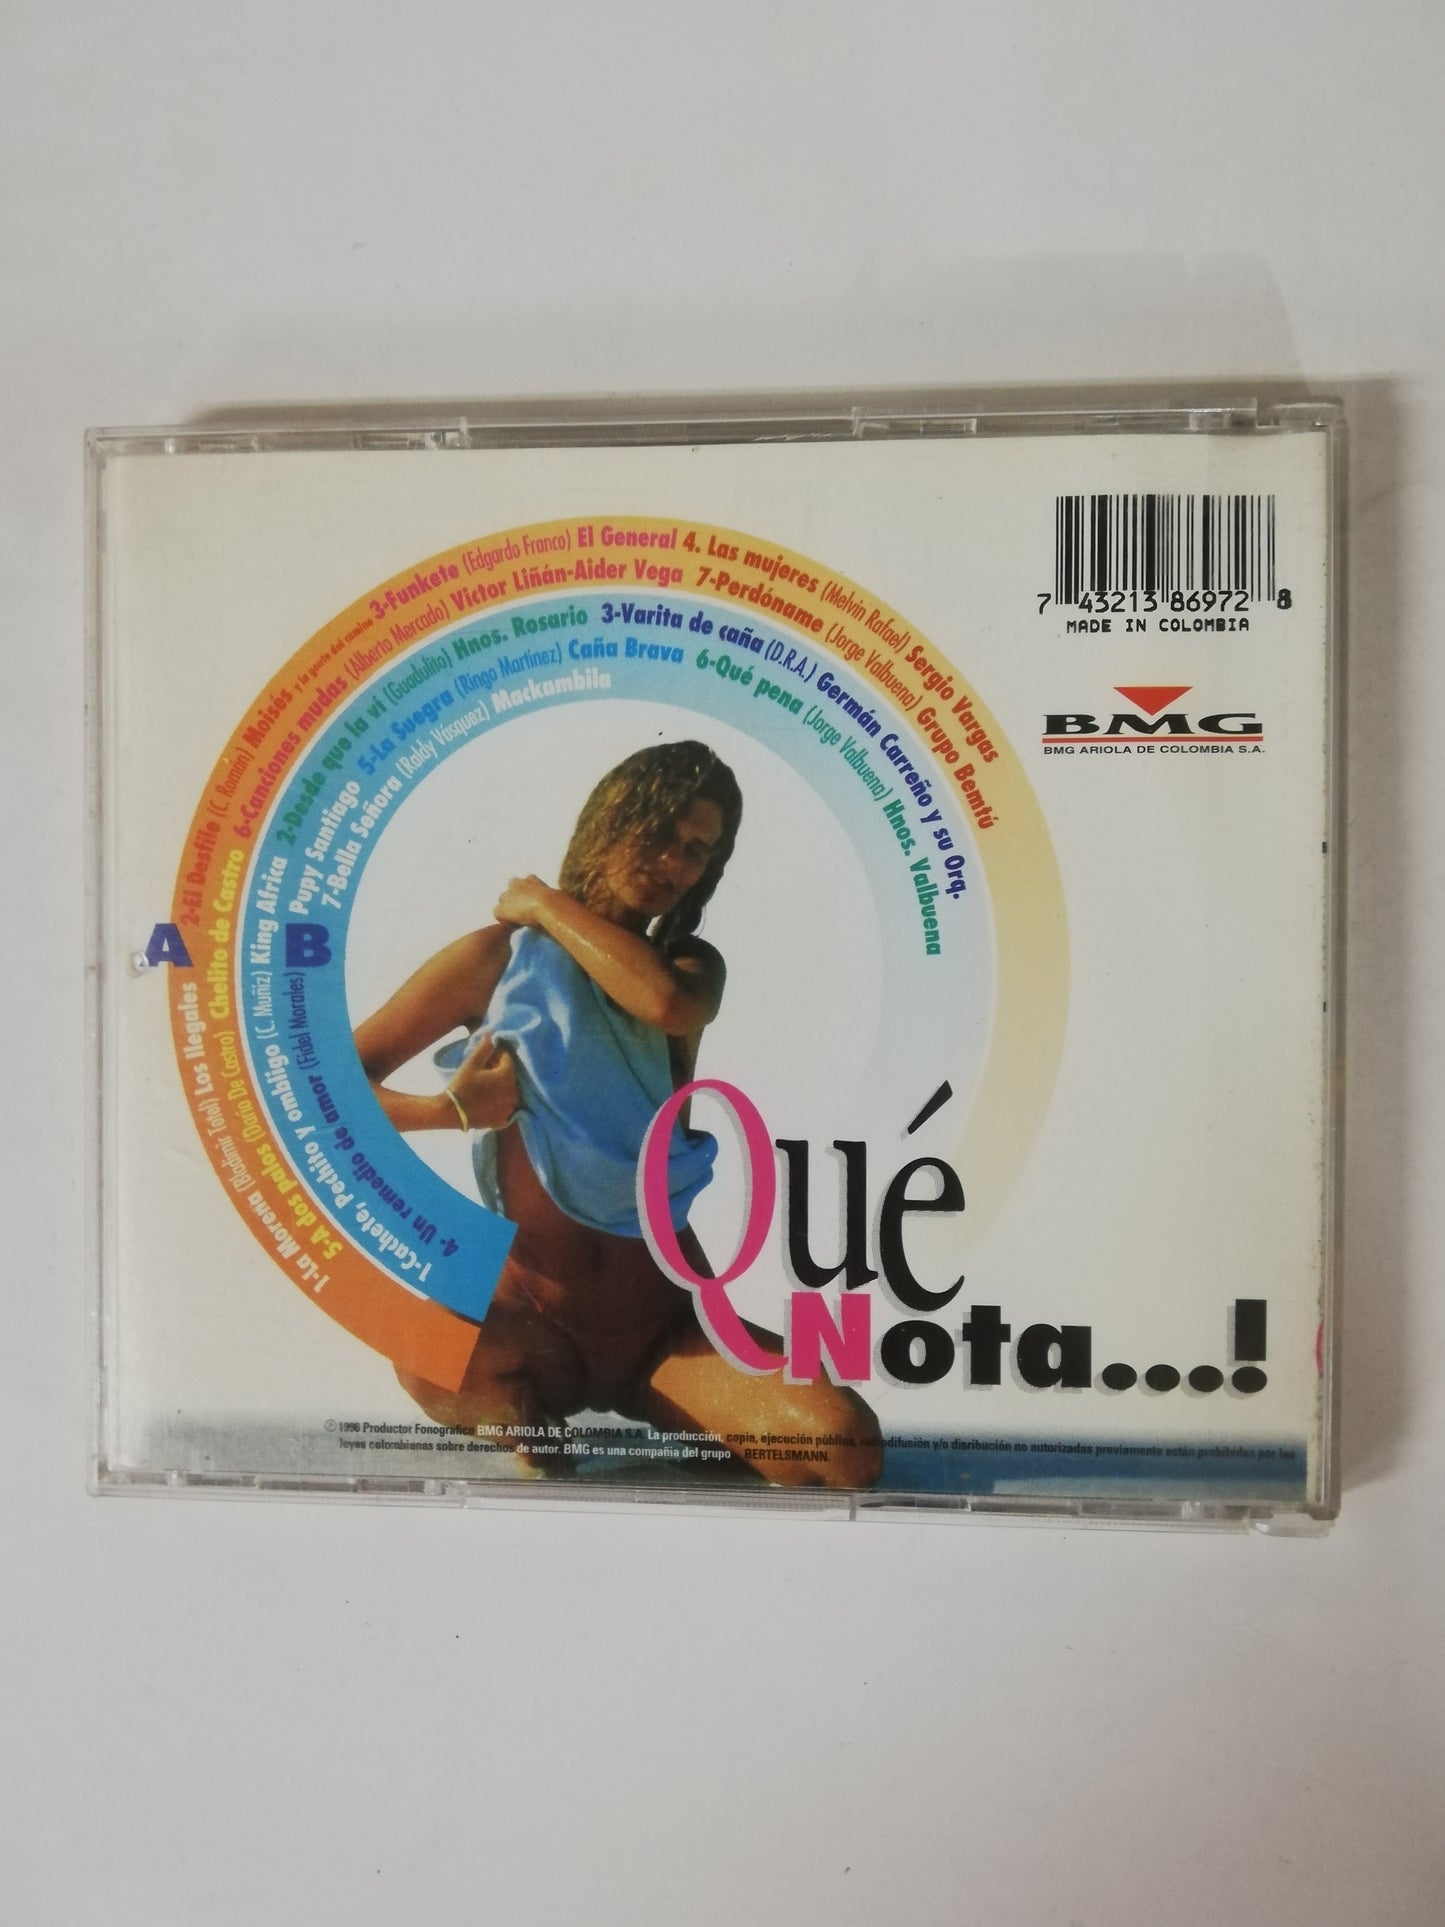 A
1-La Morena (Bladimir Totel) Los Ilegales 2-El Desfile (C. Román) Moisés y la gente del camino 3-Funkete (Edgardo Franco) El General 4. Las mujeres (Melvin Rafael) Sergio Vargas
5-A dos palos (Dario De Castro) Chelito de Castro 6-Canciones mudas (Alberto Mercado) Victor Liñán-Aider Vega 7-Perdóname (Jorge Valbuena) Grupo Bemtú
B
1-Cachete, Pechito y ombligo (C. Muñíz) King Africa 2-Desde que la vi (Guadulito) Hnos. Rosario 3-Varita de caña (D.R.A.) Germán Carreño y su Orq.
4- Un remedio de amor (Fidel Morales) Pupy Santiago 5-La Suegra (Ringo Martínez) Caña Brava 6-Qué pena (Jorge Valbuena) Hnos. Valbuena
7-Bella Señora (Raldy Vásquez) Mackambila
7 43213 86972 8
MADE IN COLOMBIA
BMG
BMG ARIOLA DE COLOMBIA S.A.
Qué
Nota....!
℗ 1996 Productor Fonografico BMG ARIOLA DE COLOMBIA S.A. La producción, copia, ejecución pública, radiodifusión y/o disribución no autorizadas previamente están prohibidas por las
leyes colombianas sobre derechos de autor. BMG es una compañia del grupo BERTELSMANN.